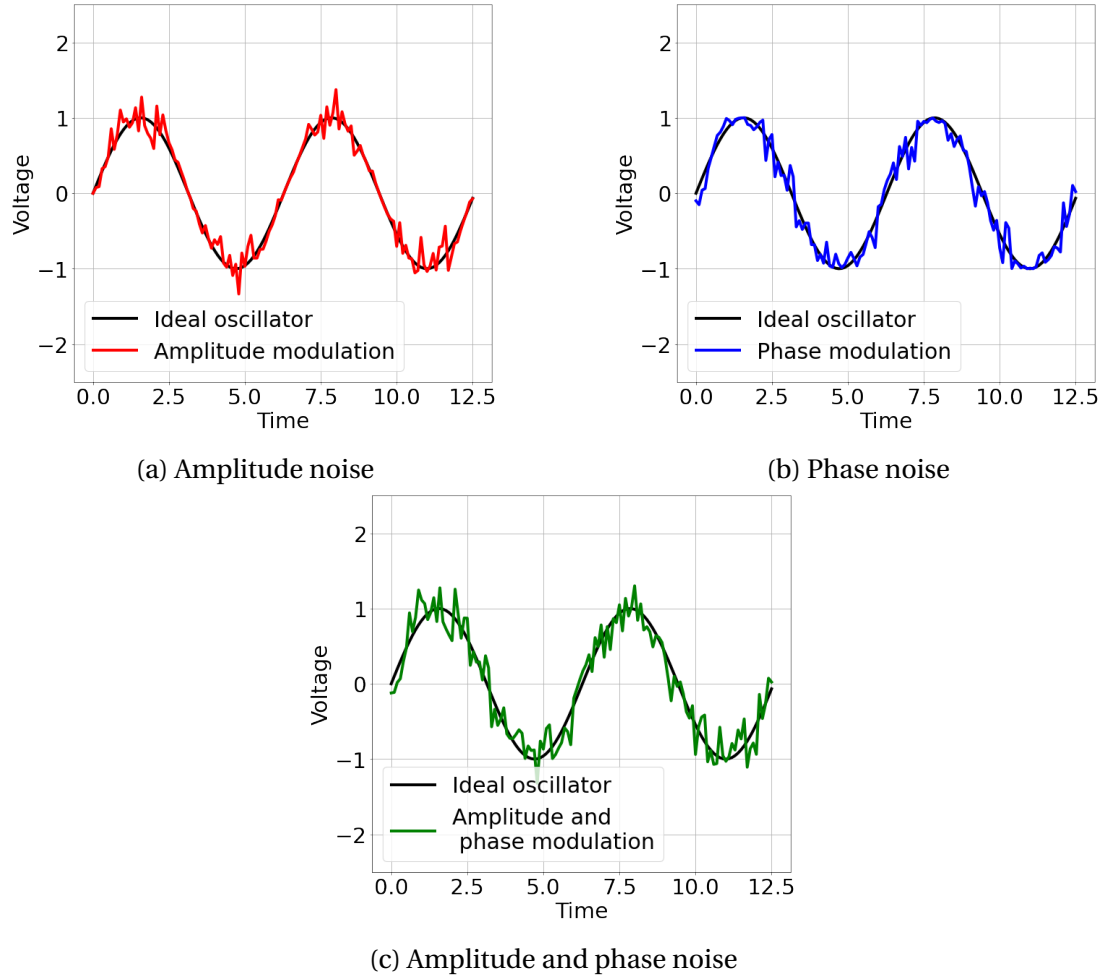 2
1
0
−1
−2
Voltage
Ideal oscillator
Amplitude modulation
0.0 2.5 5.0 7.5 10.0 12.5
Time
(a) Amplitude noise
2
1
0
−1
−2
Voltage
Ideal oscillator
Phase modulation
0.0 2.5 5.0 7.5 10.0 12.5
Time
(b) Phase noise
2
1
0
−1
−2
Voltage
Ideal oscillator
Amplitude and
phase modulation
0.0 2.5 5.0 7.5 10.0 12.5
Time
(c) Amplitude and phase noise